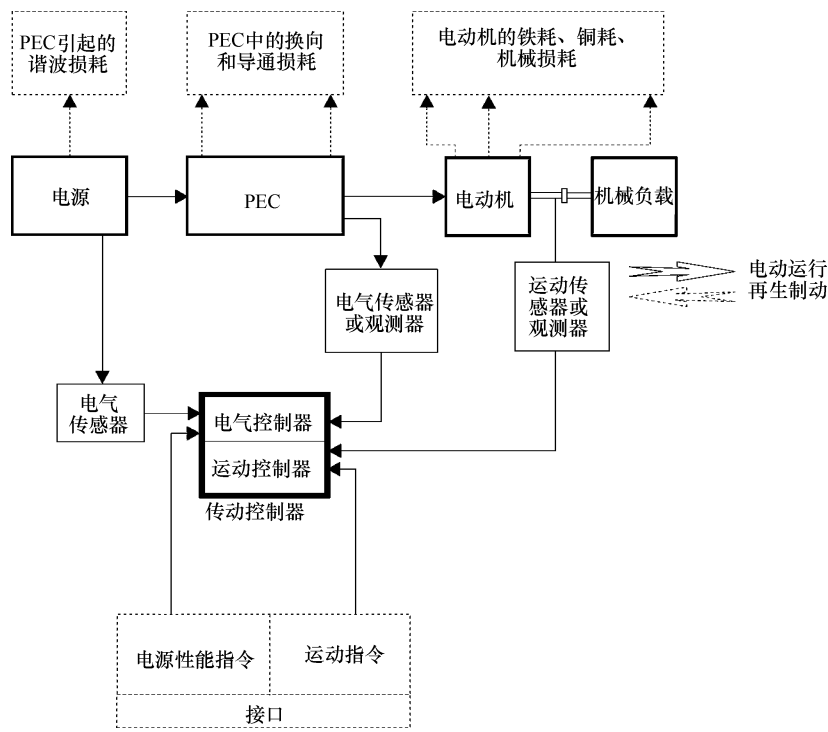 PEC引起的
谐波损耗
PEC中的换向
和导通损耗
电动机的铁耗、铜耗、
机械损耗
电源
PEC
电动机
机械负载
电气传感器
或观测器
运动传
感器或
观测器
电动运行
再生制动
电气
传感器
电气控制器
运动控制器
传动控制器
电源性能指令
运动指令
接口